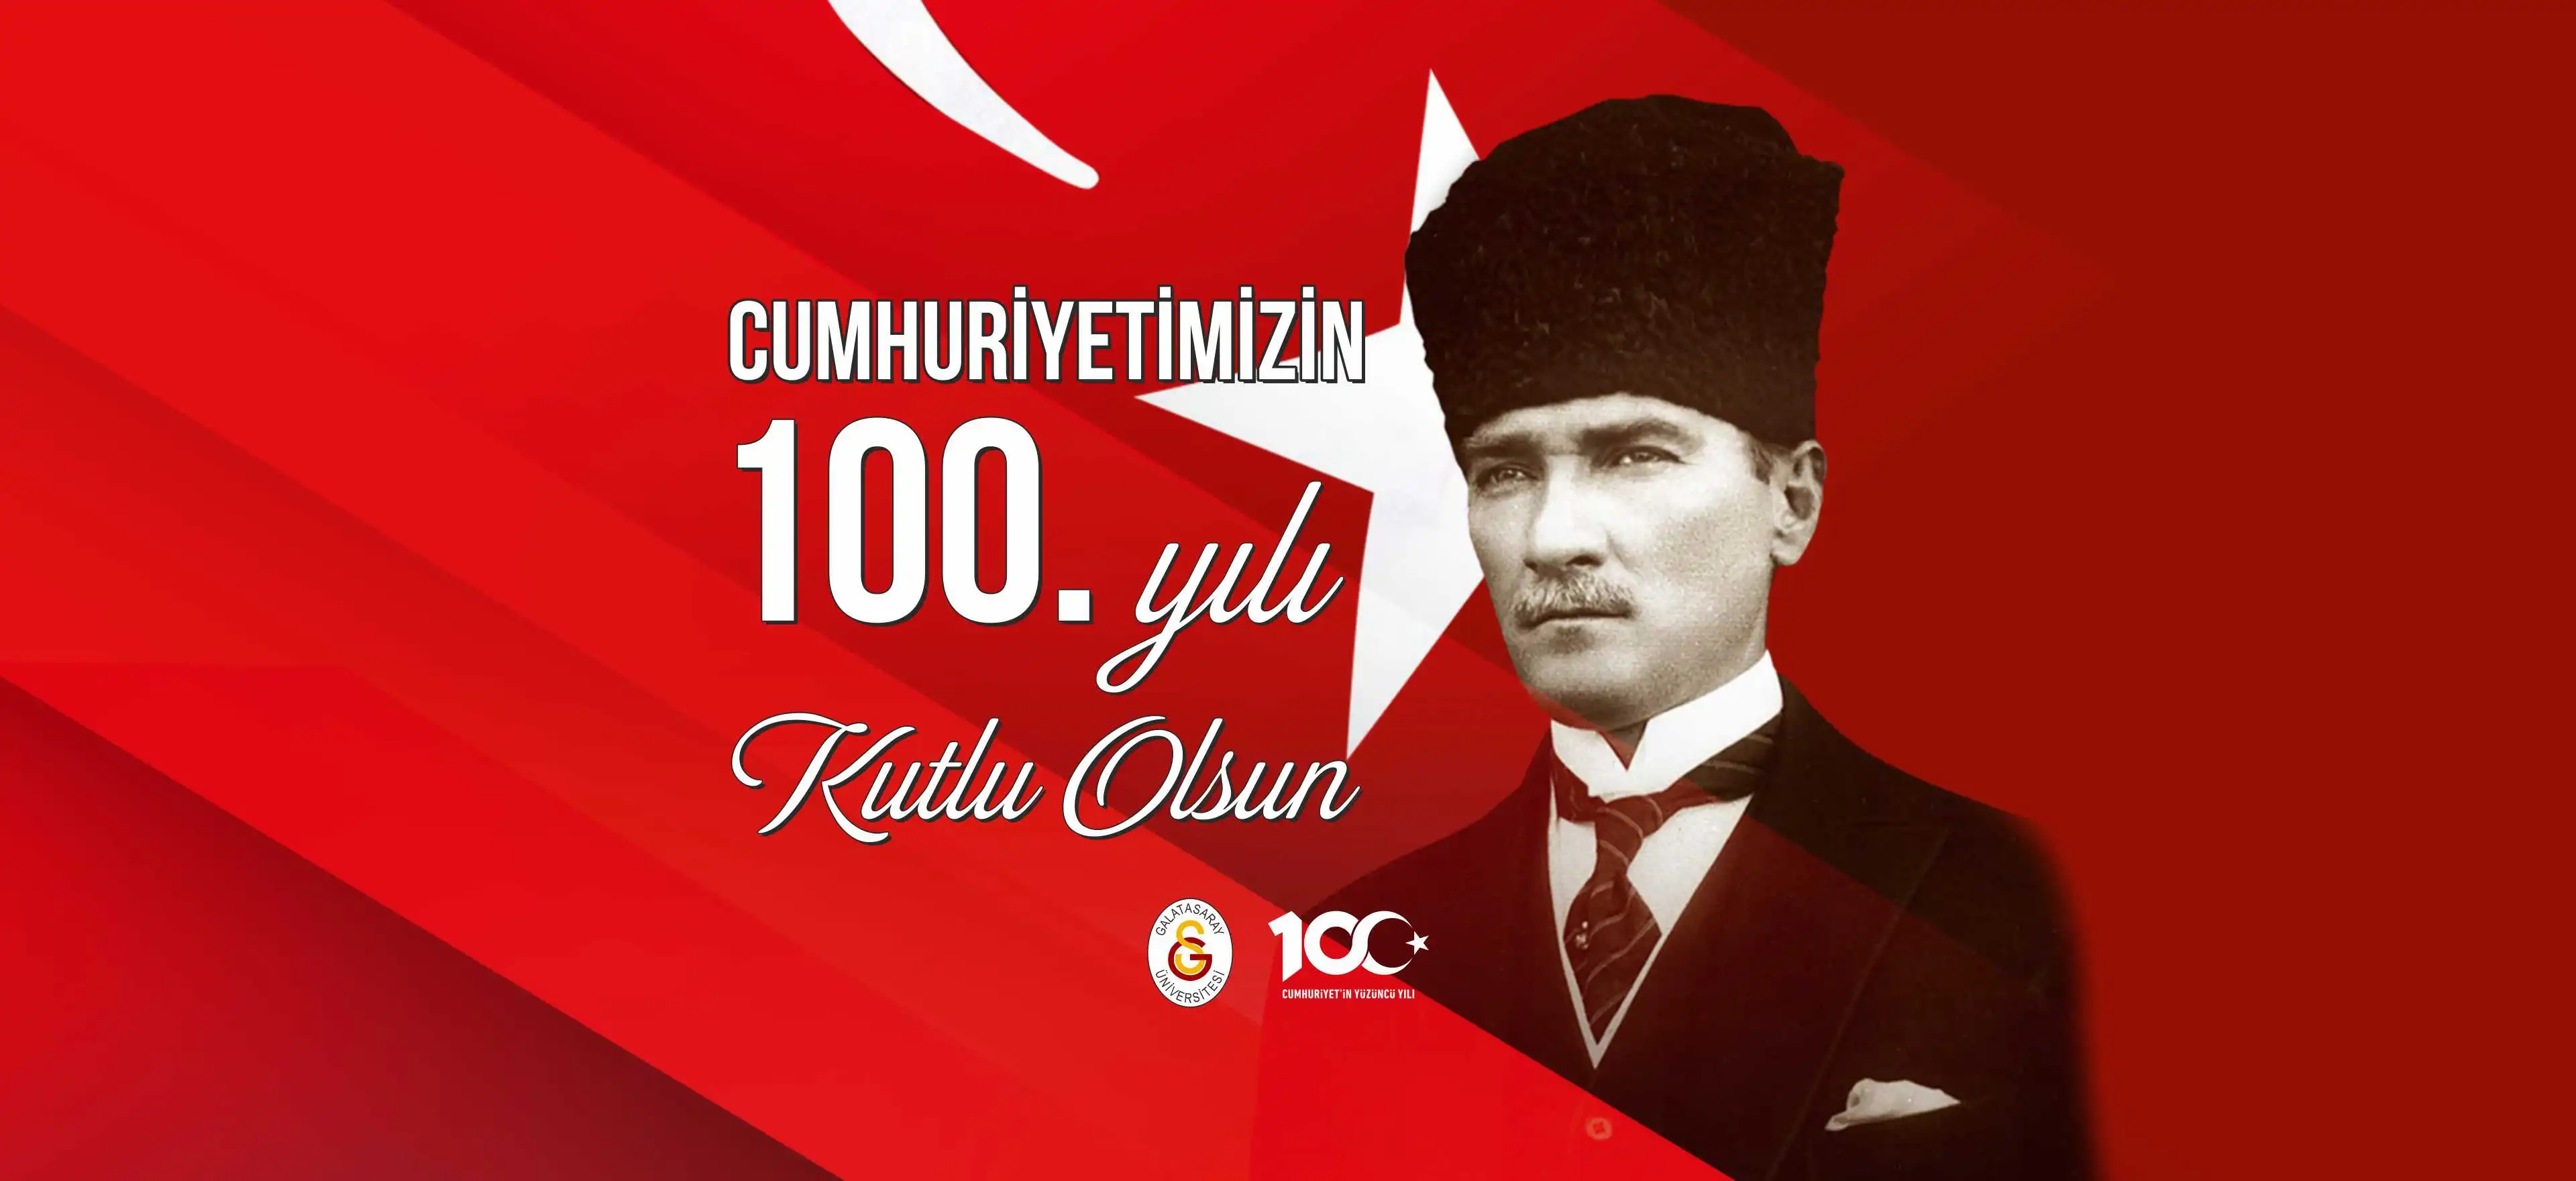 CUMHURİYETİMİZİN
100. yılı
Kutlu Olsun
GALATASARAY
ÜNİVERSİTESİ
100
CUMHURİYET'İN YÜZÜNCÜ YILI